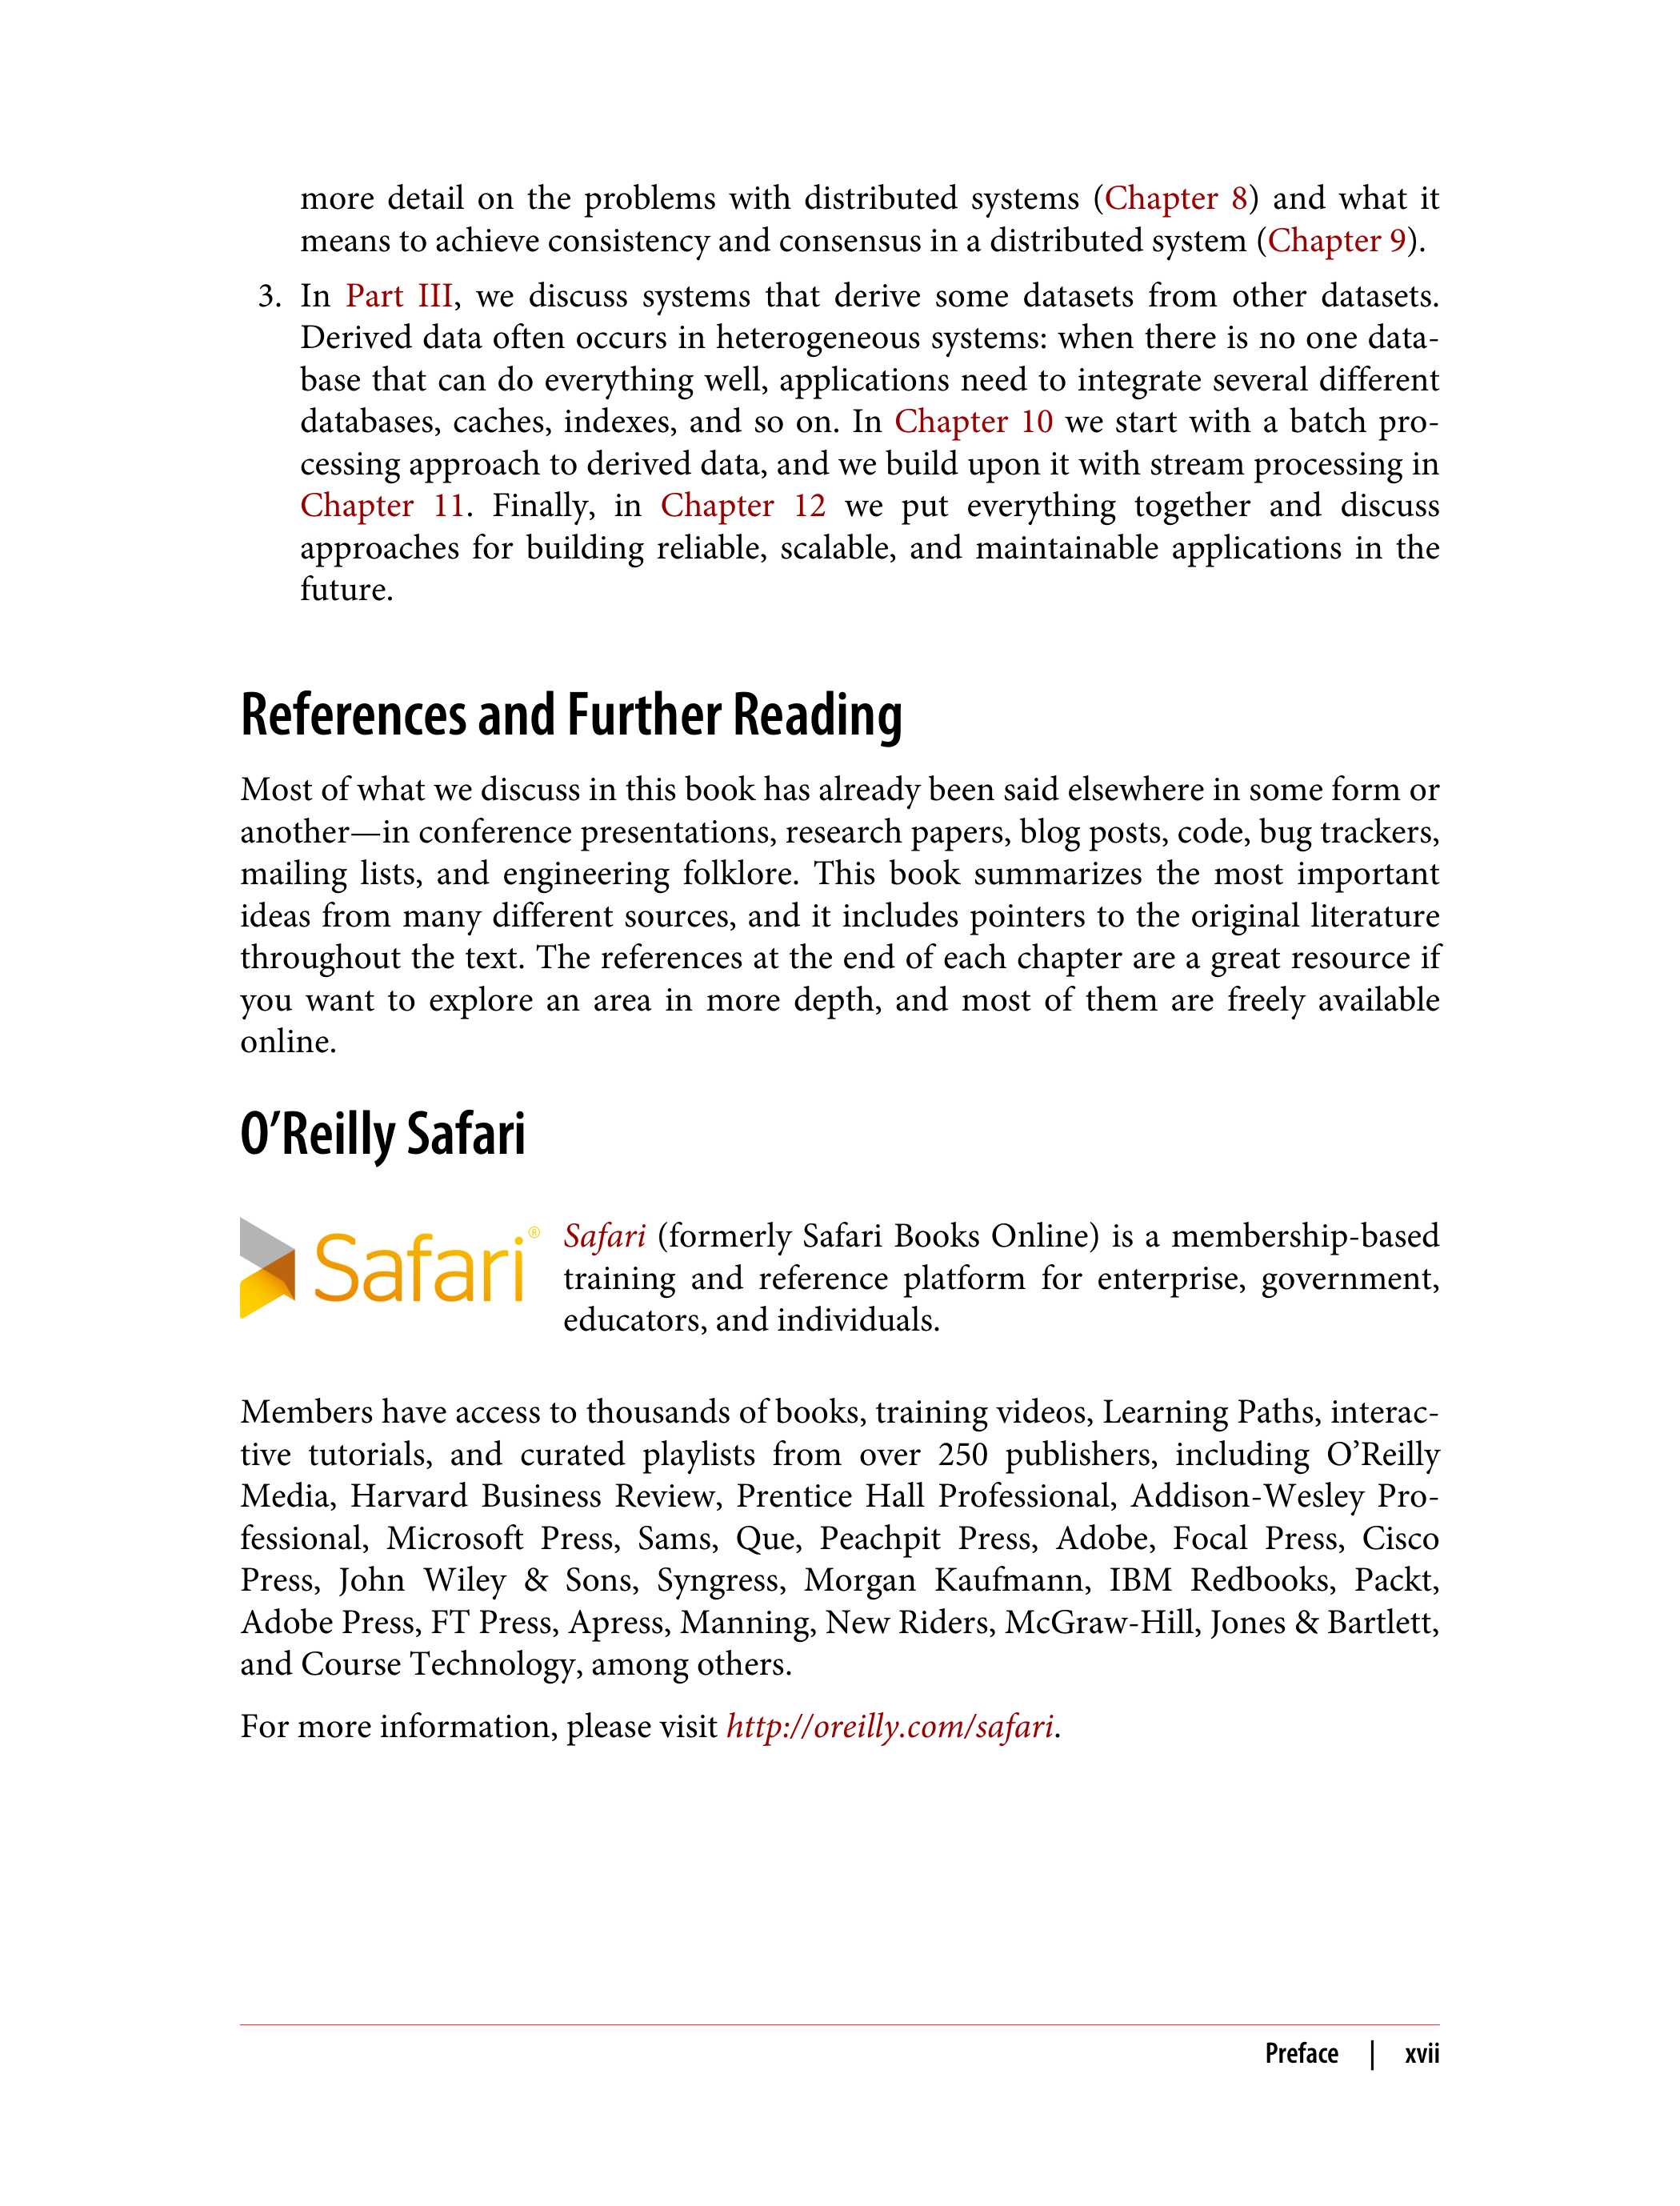 more detail on the problems with distributed systems (Chapter 8) and what it
means to achieve consistency and consensus in a distributed system (Chapter 9).
3. In Part III, we discuss systems that derive some datasets from other datasets.
Derived data often occurs in heterogeneous systems: when there is no one data-
base that can do everything well, applications need to integrate several different
databases, caches, indexes, and so on. In Chapter 10 we start with a batch pro-
cessing approach to derived data, and we build upon it with stream processing in
Chapter 11. Finally, in Chapter 12 we put everything together and discuss
approaches for building reliable, scalable, and maintainable applications in the
future.
References and Further Reading
Most of what we discuss in this book has already been said elsewhere in some form or
another—in conference presentations, research papers, blog posts, code, bug trackers,
mailing lists, and engineering folklore. This book summarizes the most important
ideas from many different sources, and it includes pointers to the original literature
throughout the text. The references at the end of each chapter are a great resource if
you want to explore an area in more depth, and most of them are freely available
online.
O’Reilly Safari
Safari®
Safari (formerly Safari Books Online) is a membership-based
training and reference platform for enterprise, government,
educators, and individuals.
Members have access to thousands of books, training videos, Learning Paths, interac-
tive tutorials, and curated playlists from over 250 publishers, including O’Reilly
Media, Harvard Business Review, Prentice Hall Professional, Addison-Wesley Pro-
fessional, Microsoft Press, Sams, Que, Peachpit Press, Adobe, Focal Press, Cisco
Press, John Wiley & Sons, Syngress, Morgan Kaufmann, IBM Redbooks, Packt,
Adobe Press, FT Press, Apress, Manning, New Riders, McGraw-Hill, Jones & Bartlett,
and Course Technology, among others.
For more information, please visit http://oreilly.com/safari.
Preface | xvii